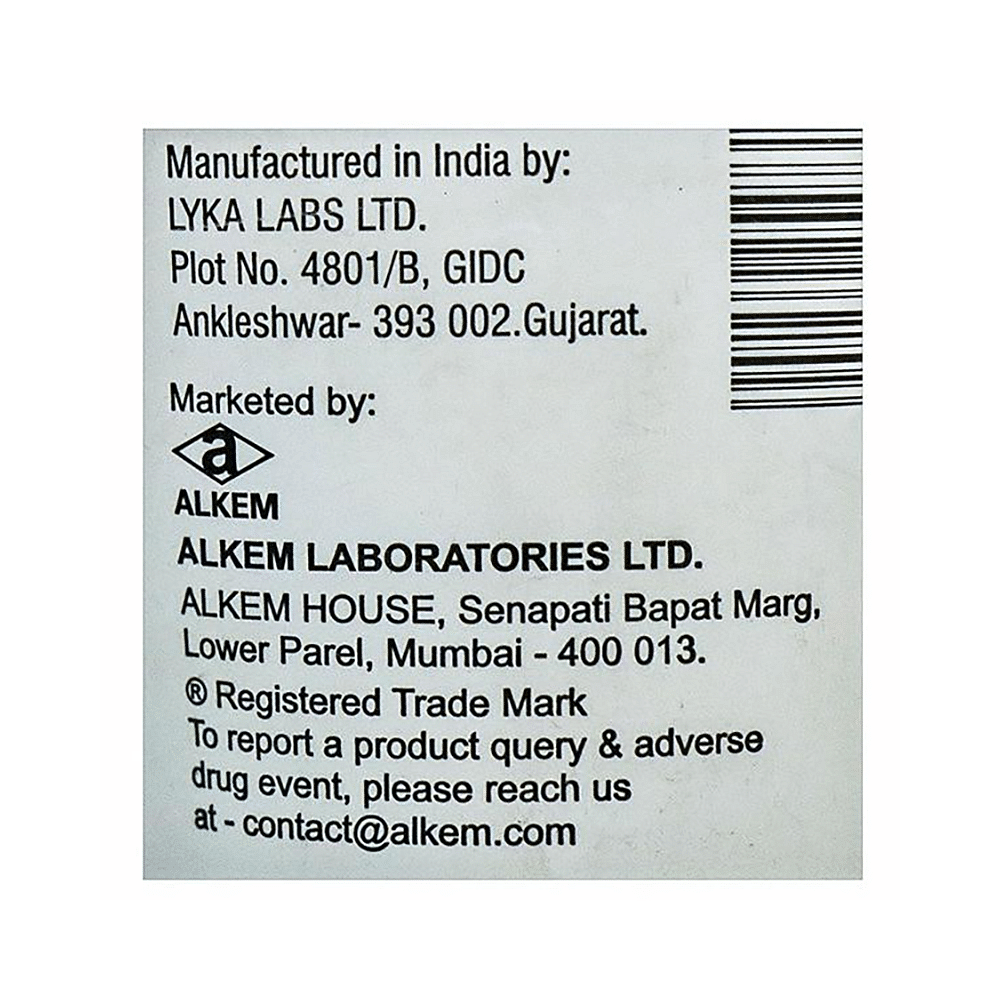 Manufactured in India by:
LYKA LABS LTD.
Plot No. 4801/B, GIDC
Ankleshwar- 393 002.Gujarat.
Marketed by:
a
ALKEM
ALKEM LABORATORIES LTD.
ALKEM HOUSE, Senapati Bapat Marg,
Lower Parel, Mumbai - 400 013.
® Registered Trade Mark
To report a product query & adverse
drug event, please reach us
at - contact@alkem.com